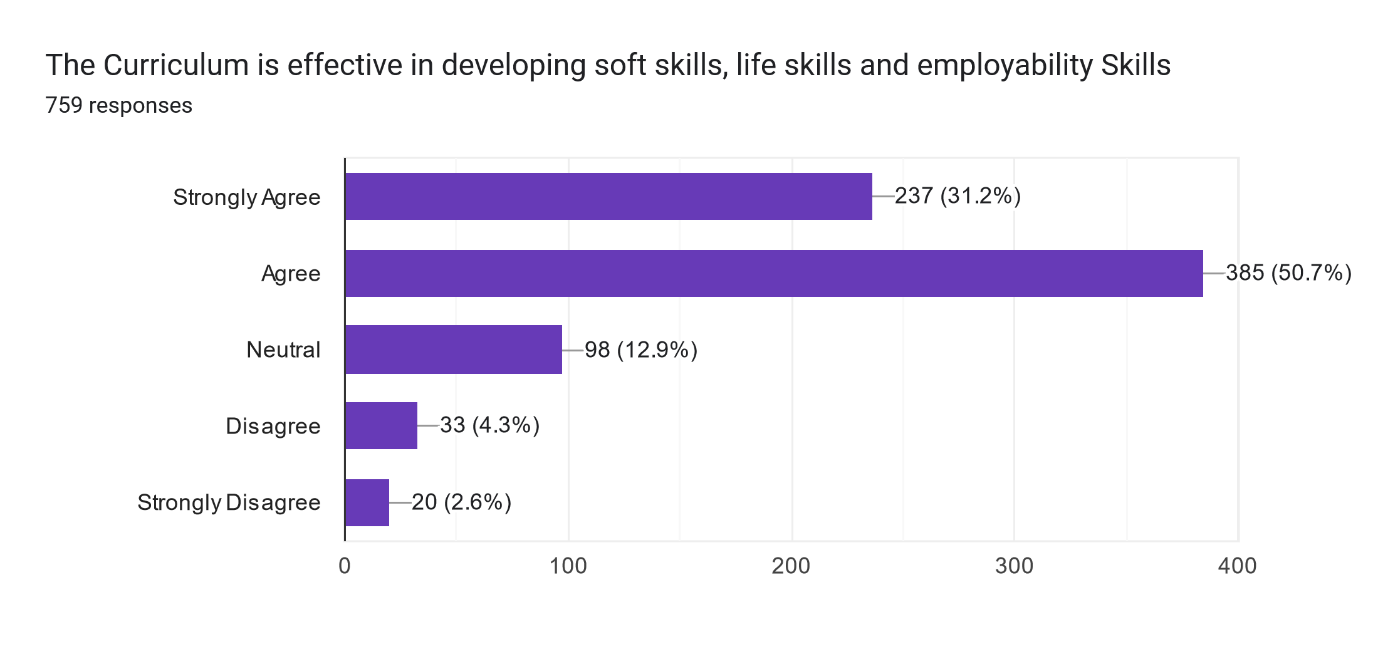 The Curriculum is effective in developing soft skills, life skills and employability Skills
759 responses
Strongly Agree 237 (31.2%)
Agree 385 (50.7%)
Neutral 98 (12.9%)
Disagree 33 (4.3%)
Strongly Disagree 20 (2.6%)
0 100 200 300 400